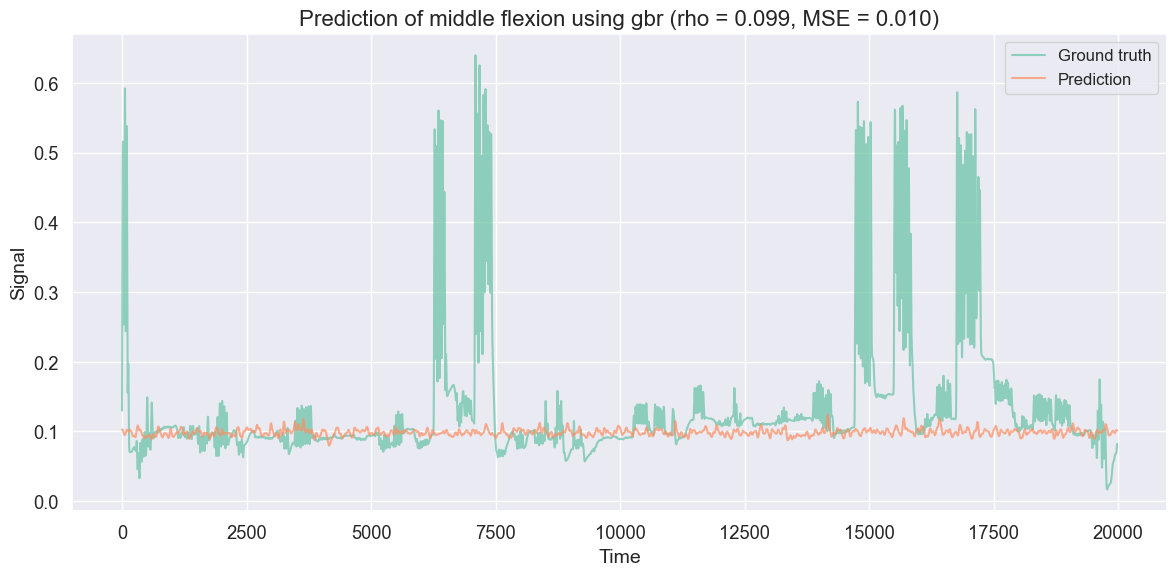 Prediction of middle flexion using gbr (rho = 0.099, MSE = 0.010)
Ground truth
Prediction
Signal
0.6
0.5
0.4
0.3
0.2
0.1
0.0
0 2500 5000 7500 10000 12500 15000 17500 20000
Time